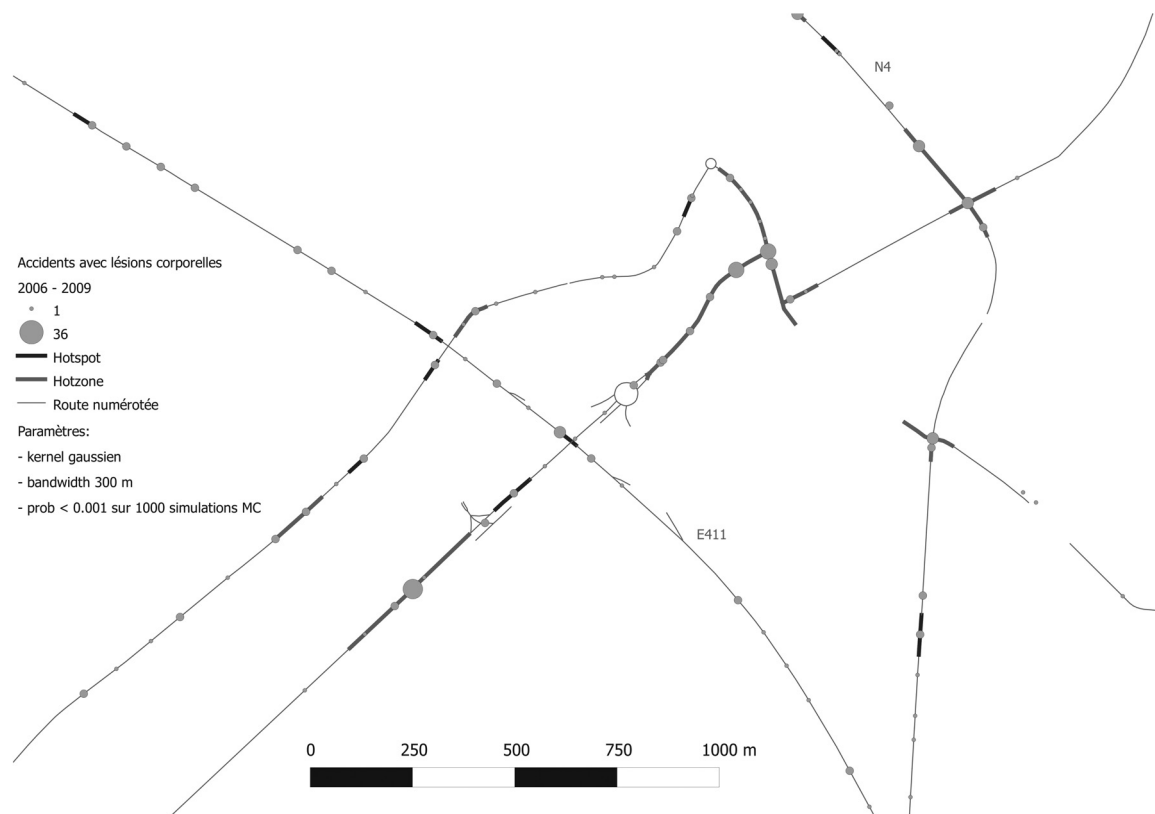 N4
Accidents avec lésions corporelles
2006 - 2009
1
36
Hotspot
Hotzone
Route numérotée
Paramètres:
- kernel gaussien
- bandwidth 300 m
- prob < 0.001 sur 1000 simulations MC
E411
0 250 500 750 1000 m